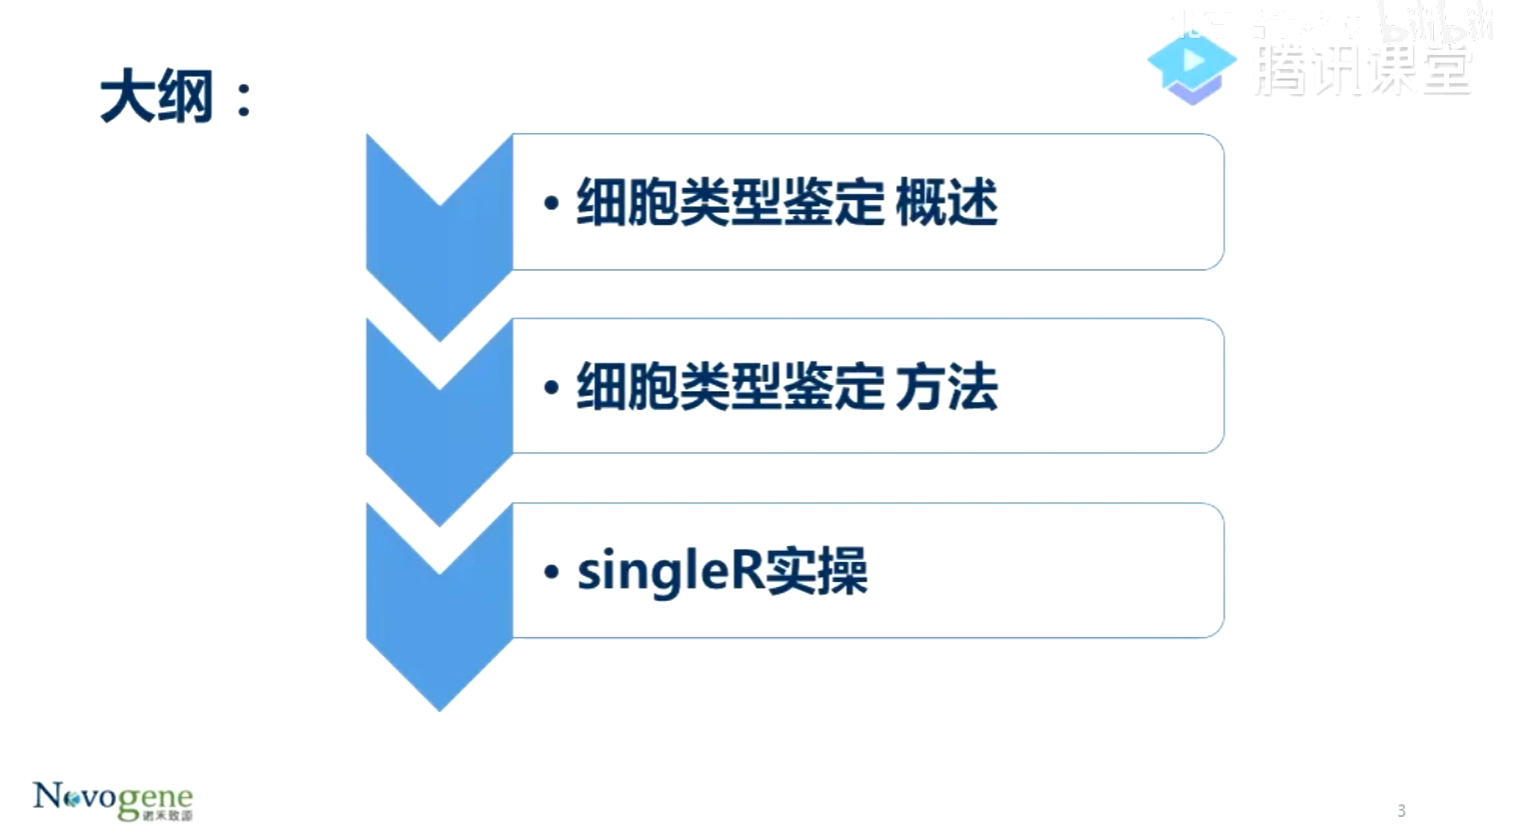 腾讯课堂
大纲：
• 细胞类型鉴定 概述
• 细胞类型鉴定 方法
• singleR实操
Novogene
诺禾致源
3